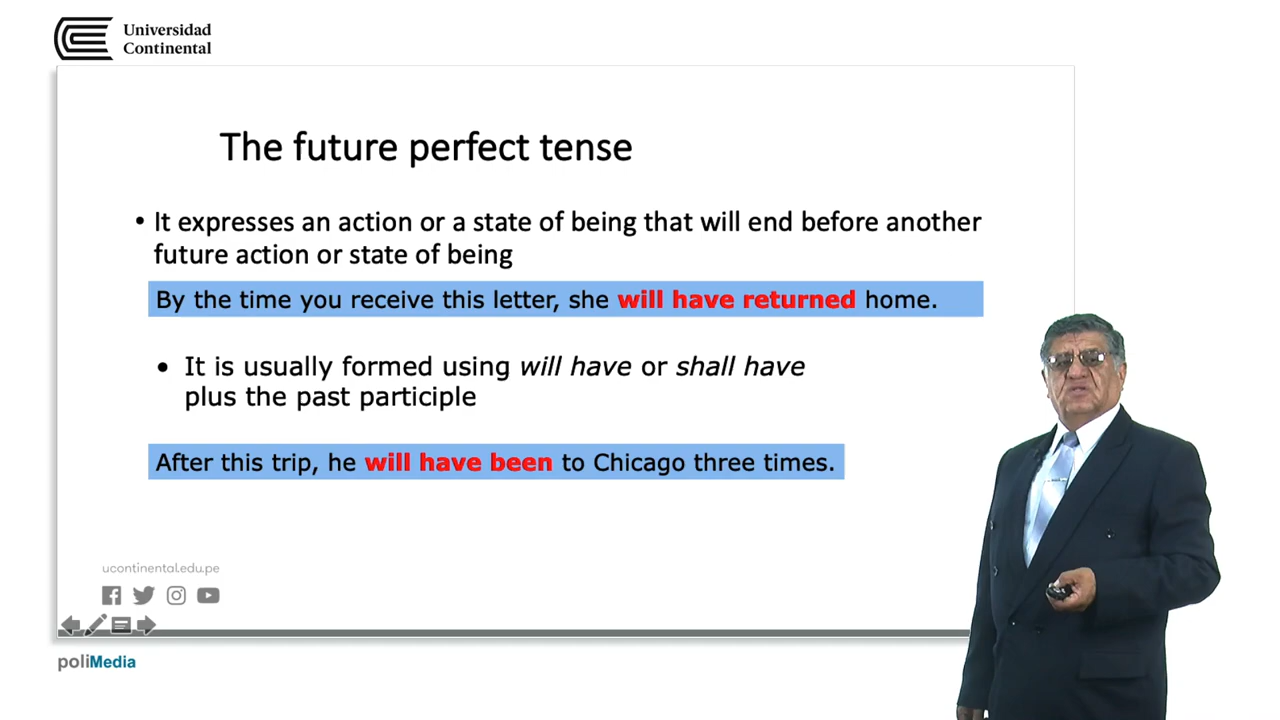 Universidad
Continental
The future perfect tense
• It expresses an action or a state of being that will end before another
future action or state of being
By the time you receive this letter, she will have returned home.
• It is usually formed using will have or shall have
plus the past participle
After this trip, he will have been to Chicago three times.
ucontinental.edu.pe
poliMedia